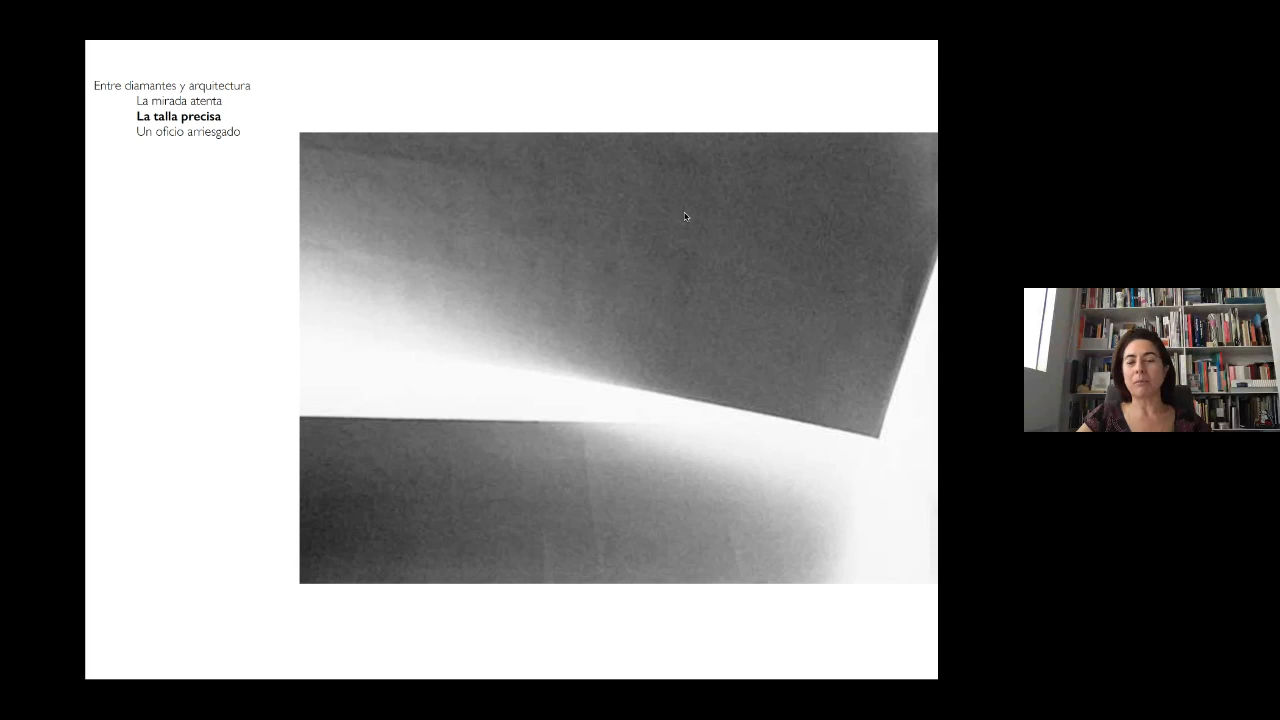 Entre diamantes y arquitectura
La mirada atenta
La talla precisa
Un oficio arriesgado